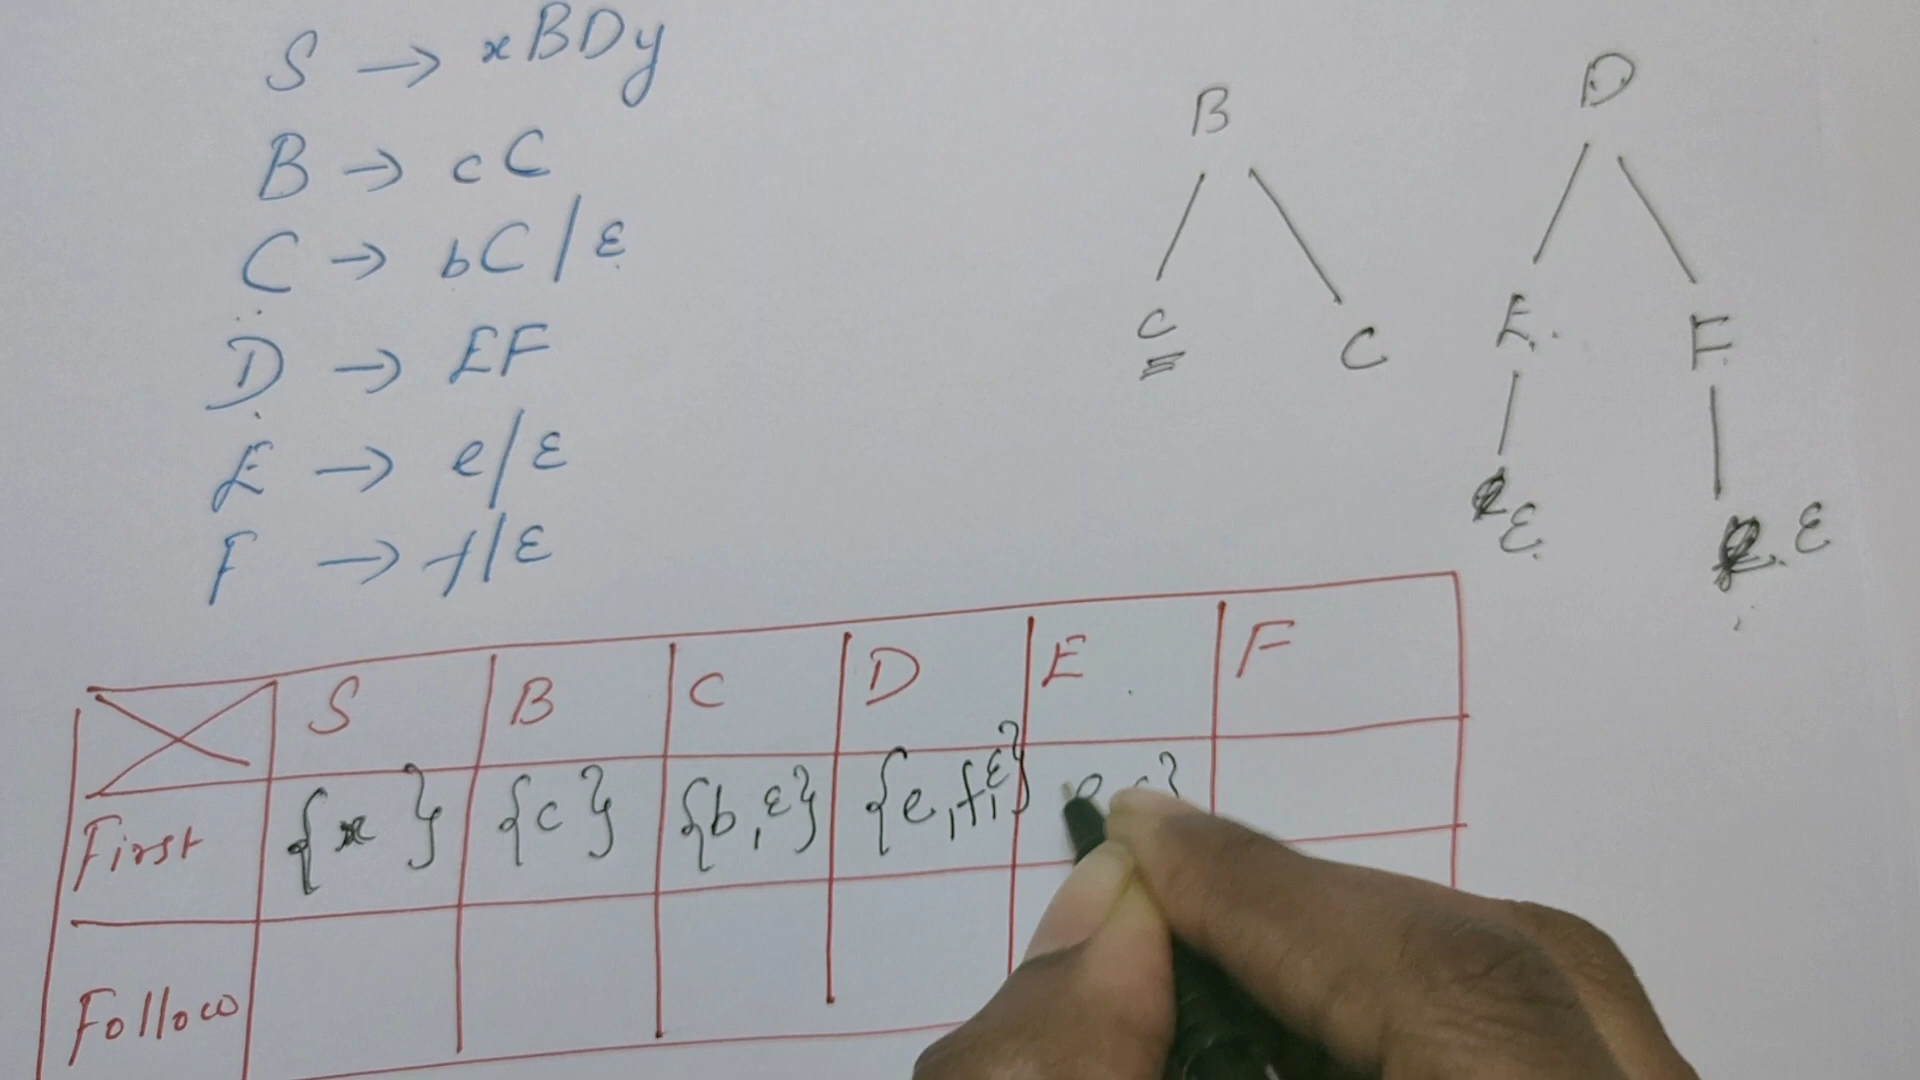 S → xBDy
B → cC
C → bC/ε
D → EF
E → e/ε
F → f/ε
B
c C
D
E F
ε ε
S B C D E F
First {x} {c} {b,ε} {e,f,ε} e, }
Follow